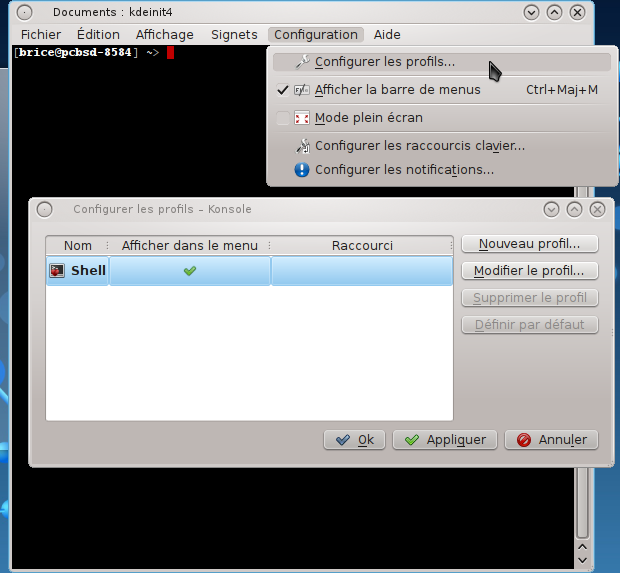 Documents : kdeinit4
Fichier Édition Affichage Signets Configuration Aide
[brice@pcbsd-8584] ~>
Configurer les profils...
Afficher la barre de menus Ctrl+Maj+M
Mode plein écran
Configurer les raccourcis clavier...
Configurer les notifications...
Configurer les profils – Konsole
Nom Afficher dans le menu Raccourci
Shell
Nouveau profil...
Modifier le profil...
Supprimer le profil
Définir par défaut
Ok Appliquer Annuler